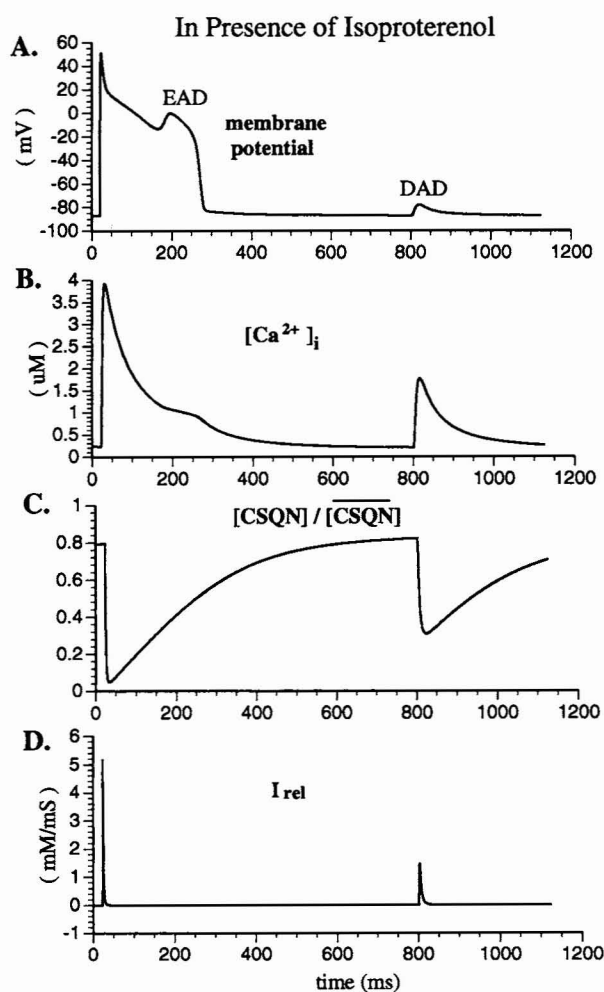 In Presence of Isoproterenol
A.
60
40
20
0
-20
-40
-60
-80
-100
( mV )
EAD
membrane
potential
DAD
0 200 400 600 800 1000 1200
B.
4
3.5
3
2.5
2
1.5
1
0.5
0
( uM )
[Ca²⁺ ]i
0 200 400 600 800 1000 1200
C.
[CSQN] / [CSQN]
1
0.8
0.6
0.4
0.2
0
0 200 400 600 800 1000 1200
D.
6
5
4
3
2
1
0
-1
(mM/mS)
I rel
0 200 400 600 800 1000 1200
time (ms)